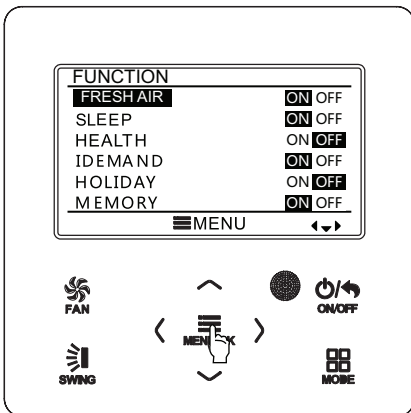 FUNCTION
FRESH AIR ON OFF
SLEEP ON OFF
HEALTH ON OFF
IDEMAND ON OFF
HOLIDAY ON OFF
MEMORY ON OFF
MENU
FAN
ON/OFF
SWING
MODE